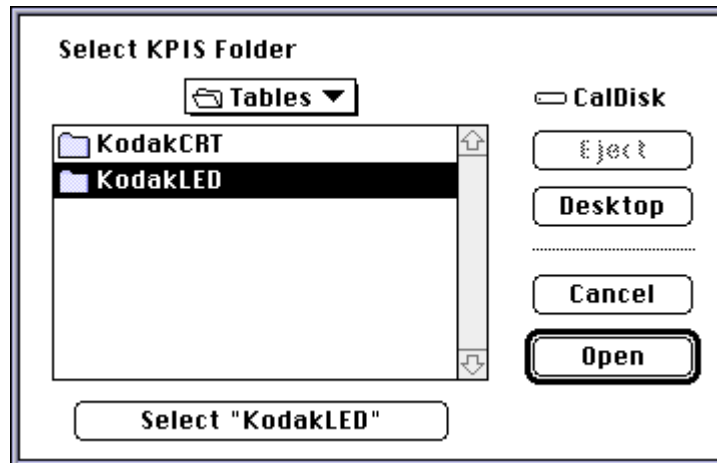 Select KPIS Folder
Tables
CalDisk
KodakCRT
KodakLED
Eject
Desktop
Cancel
Open
Select "KodakLED"